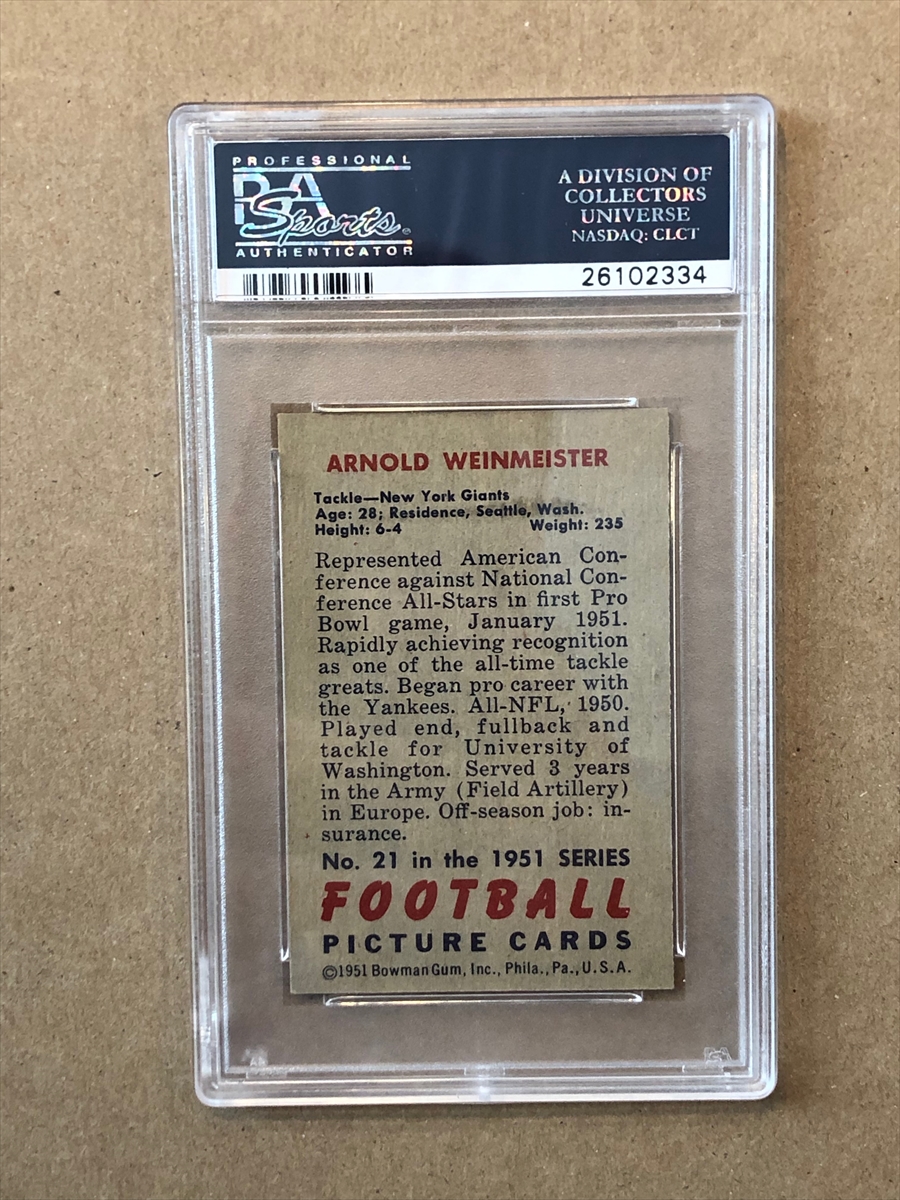 PROFESSIONAL
PSA
Sports®
AUTHENTICATOR
A DIVISION OF
COLLECTORS
UNIVERSE
NASDAQ: CLCT
26102334
ARNOLD WEINMEISTER
Tackle—New York Giants
Age: 28; Residence, Seattle, Wash.
Height: 6-4 Weight: 235
Represented American Con-
ference against National Con-
ference All-Stars in first Pro
Bowl game, January 1951.
Rapidly achieving recognition
as one of the all-time tackle
greats. Began pro career with
the Yankees. All-NFL, 1950.
Played end, fullback and
tackle for University of
Washington. Served 3 years
in the Army (Field Artillery)
in Europe. Off-season job: in-
surance.
No. 21 in the 1951 SERIES
FOOTBALL
PICTURE CARDS
©1951 Bowman Gum, Inc., Phila., Pa., U.S.A.
PSA